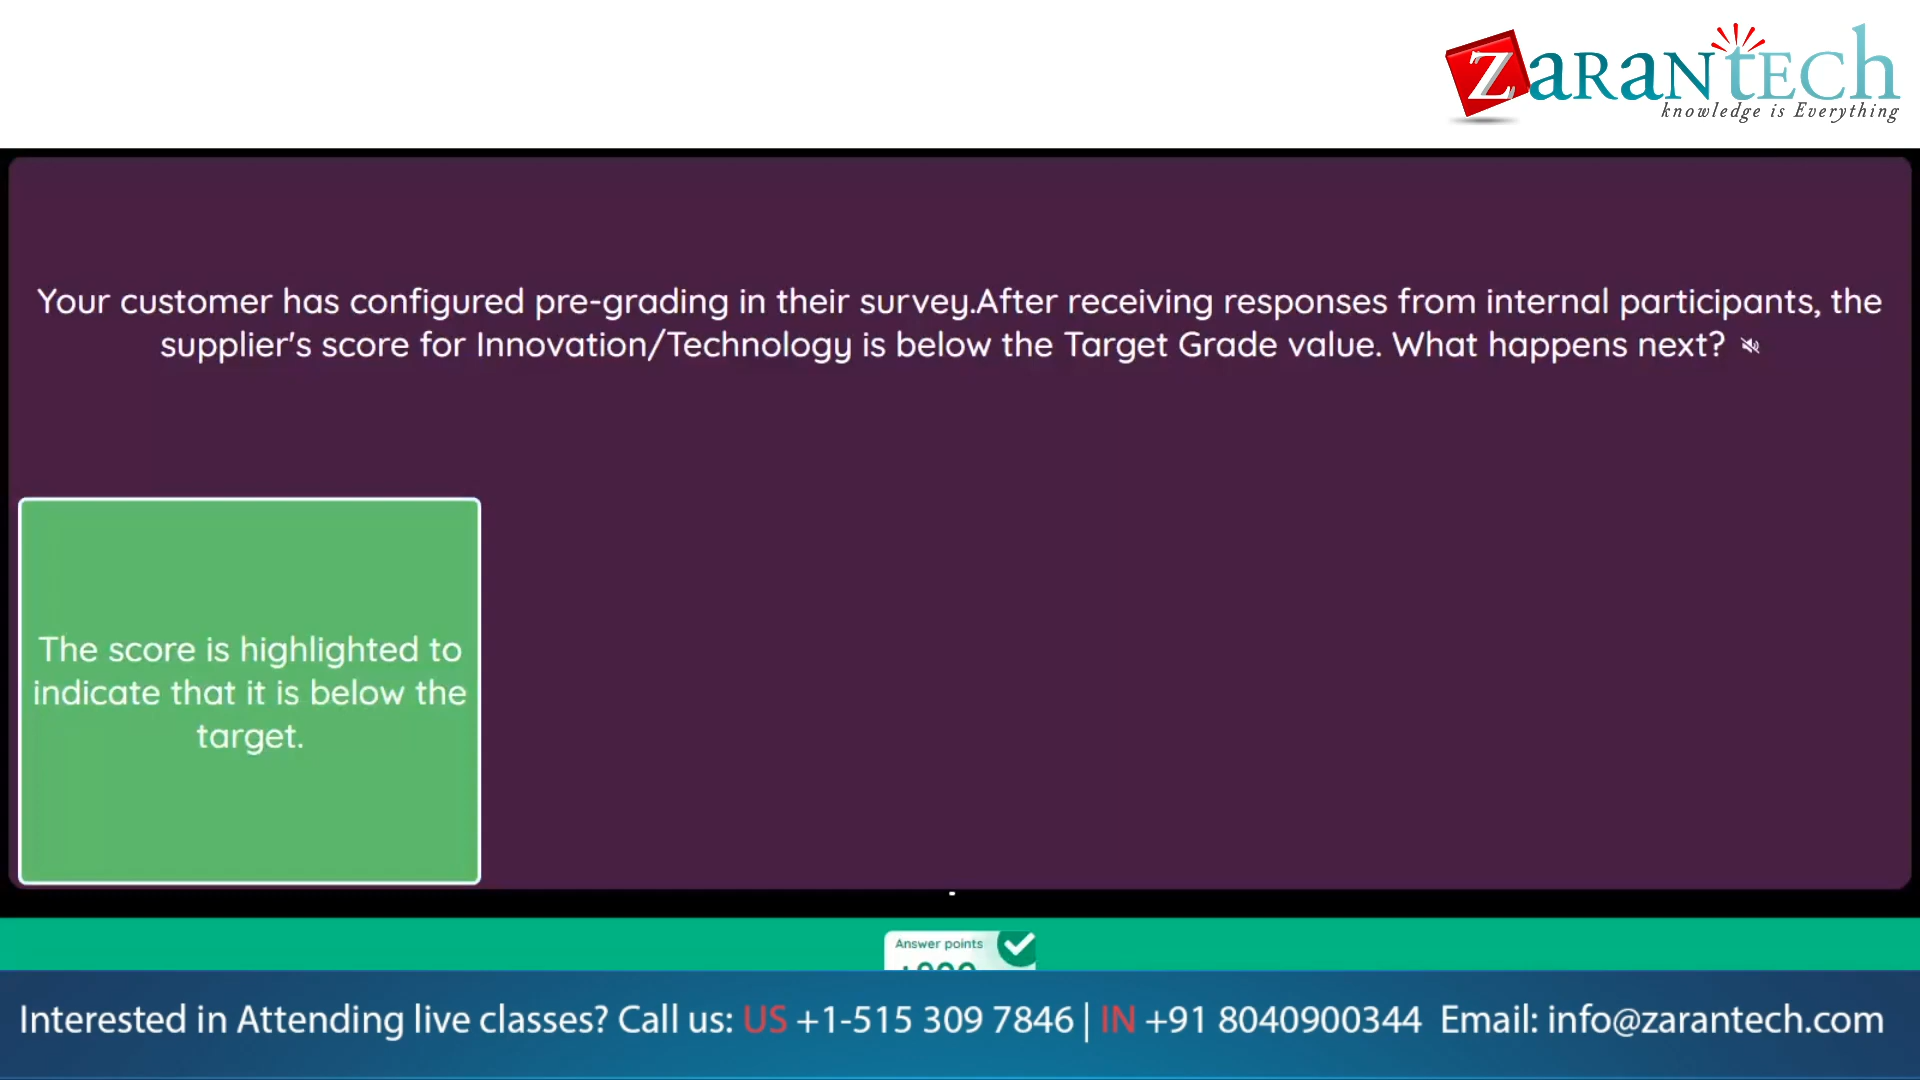 ZaranTech
knowledge is Everything
Your customer has configured pre-grading in their survey.After receiving responses from internal participants, the
supplier's score for Innovation/Technology is below the Target Grade value. What happens next?
The score is highlighted to
indicate that it is below the
target.
Answer points
Interested in Attending live classes? Call us: US +1-515 309 7846 | IN +91 8040900344 Email: info@zarantech.com